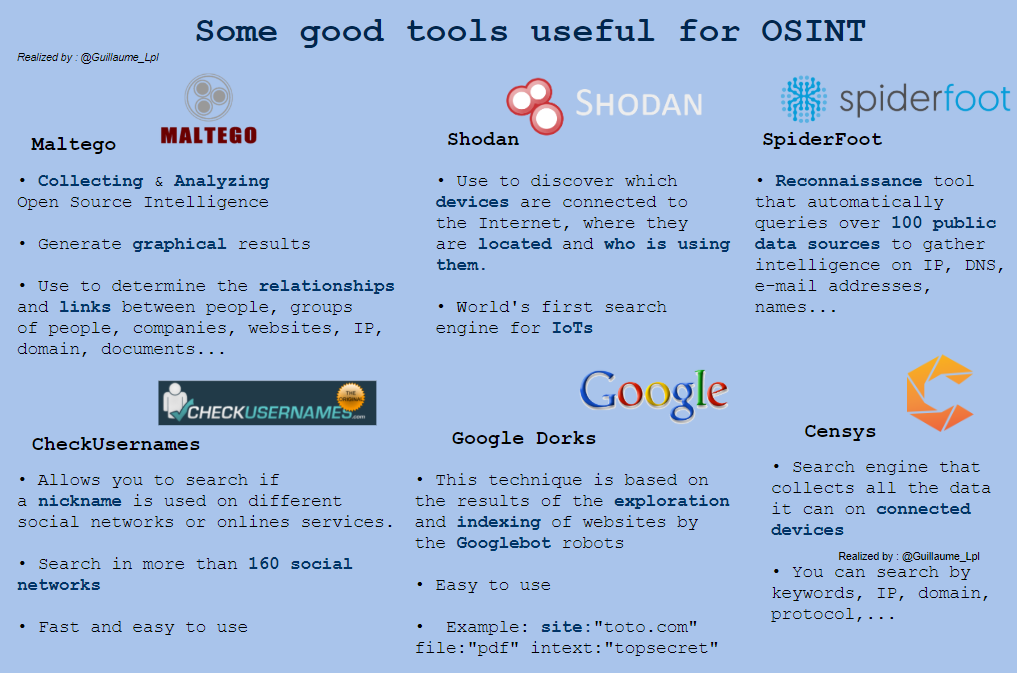 Some good tools useful for OSINT
Realized by : @Guillaume_Lpl
MALTEGO
Maltego
• Collecting & Analyzing
Open Source Intelligence
• Generate graphical results
• Use to determine the relationships
and links between people, groups
of people, companies, websites, IP,
domain, documents...
SHODAN
Shodan
• Use to discover which
devices are connected to
the Internet, where they
are located and who is using
them.
• World's first search
engine for IoTs
spiderfoot
SpiderFoot
• Reconnaissance tool
that automatically
queries over 100 public
data sources to gather
intelligence on IP, DNS,
e-mail addresses,
names...
CHECKUSERNAMES.com
THE
ORIGINAL
CheckUsernames
• Allows you to search if
a nickname is used on different
social networks or onlines services.
• Search in more than 160 social
networks
• Fast and easy to use
Google
Google Dorks
• This technique is based on
the results of the exploration
and indexing of websites by
the Googlebot robots
• Easy to use
• Example: site:"toto.com"
file:"pdf" intext:"topsecret"
Censys
• Search engine that
collects all the data
it can on connected
devices
Realized by : @Guillaume_Lpl
• You can search by
keywords, IP, domain,
protocol,...